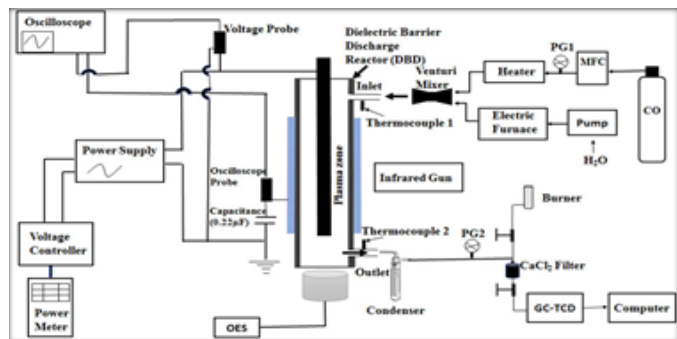 Oscilloscope
Voltage Probe
Dielectric Barrier
Discharge
Reactor (DBD)
Venturi
Mixer
Inlet
PG1
MFC
Heater
CO
Thermocouple 1
Electric
Furnace
Pump
H₂O
Power Supply
Oscilloscope
Probe
Plasma zone
Infrared Gun
Capacitance
(0.22µF)
Burner
Voltage
Controller
Thermocouple 2
PG2
Outlet
CaCl₂ Filter
Condenser
Power
Meter
OES
GC-TCD
Computer